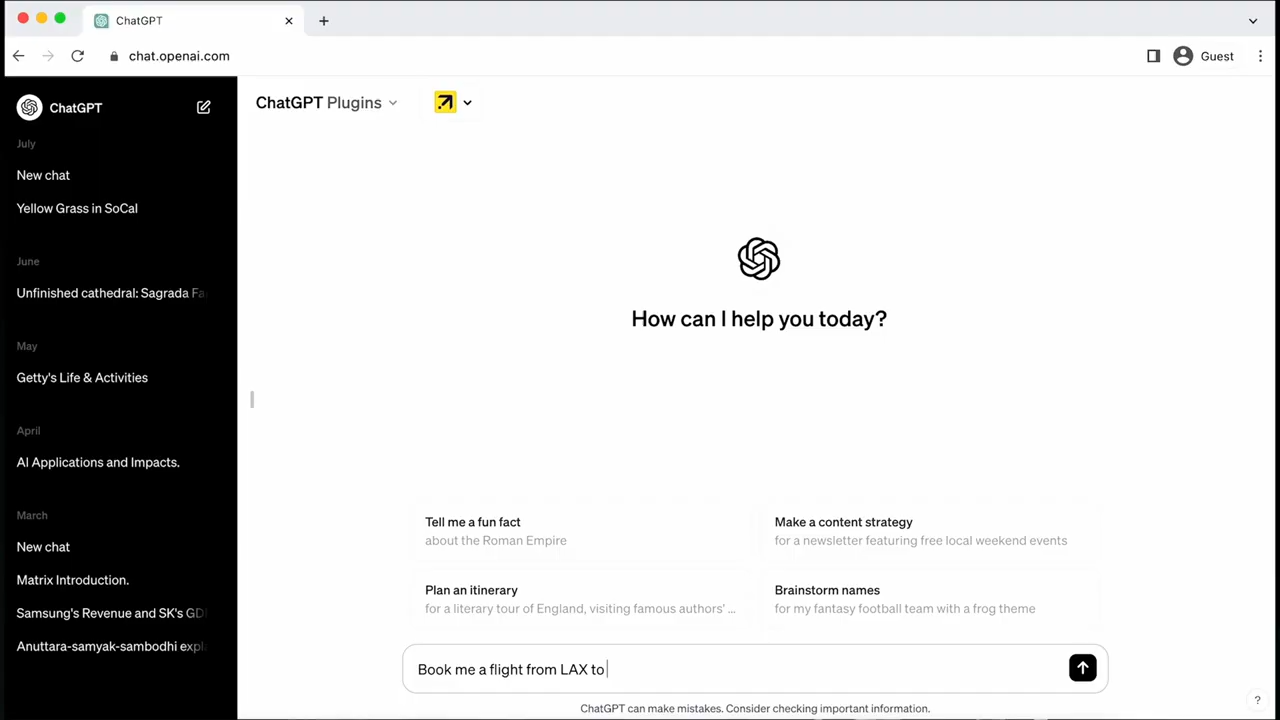 ChatGPT
chat.openai.com
Guest
ChatGPT
July
New chat
Yellow Grass in SoCal
June
Unfinished cathedral: Sagrada Fa
May
Getty's Life & Activities
April
AI Applications and Impacts.
March
New chat
Matrix Introduction.
Samsung's Revenue and SK's GD
Anuttara-samyak-sambodhi expl
ChatGPT Plugins
How can I help you today?
Tell me a fun fact
about the Roman Empire
Make a content strategy
for a newsletter featuring free local weekend events
Plan an itinerary
for a literary tour of England, visiting famous authors' ...
Brainstorm names
for my fantasy football team with a frog theme
Book me a flight from LAX to
ChatGPT can make mistakes. Consider checking important information.
?